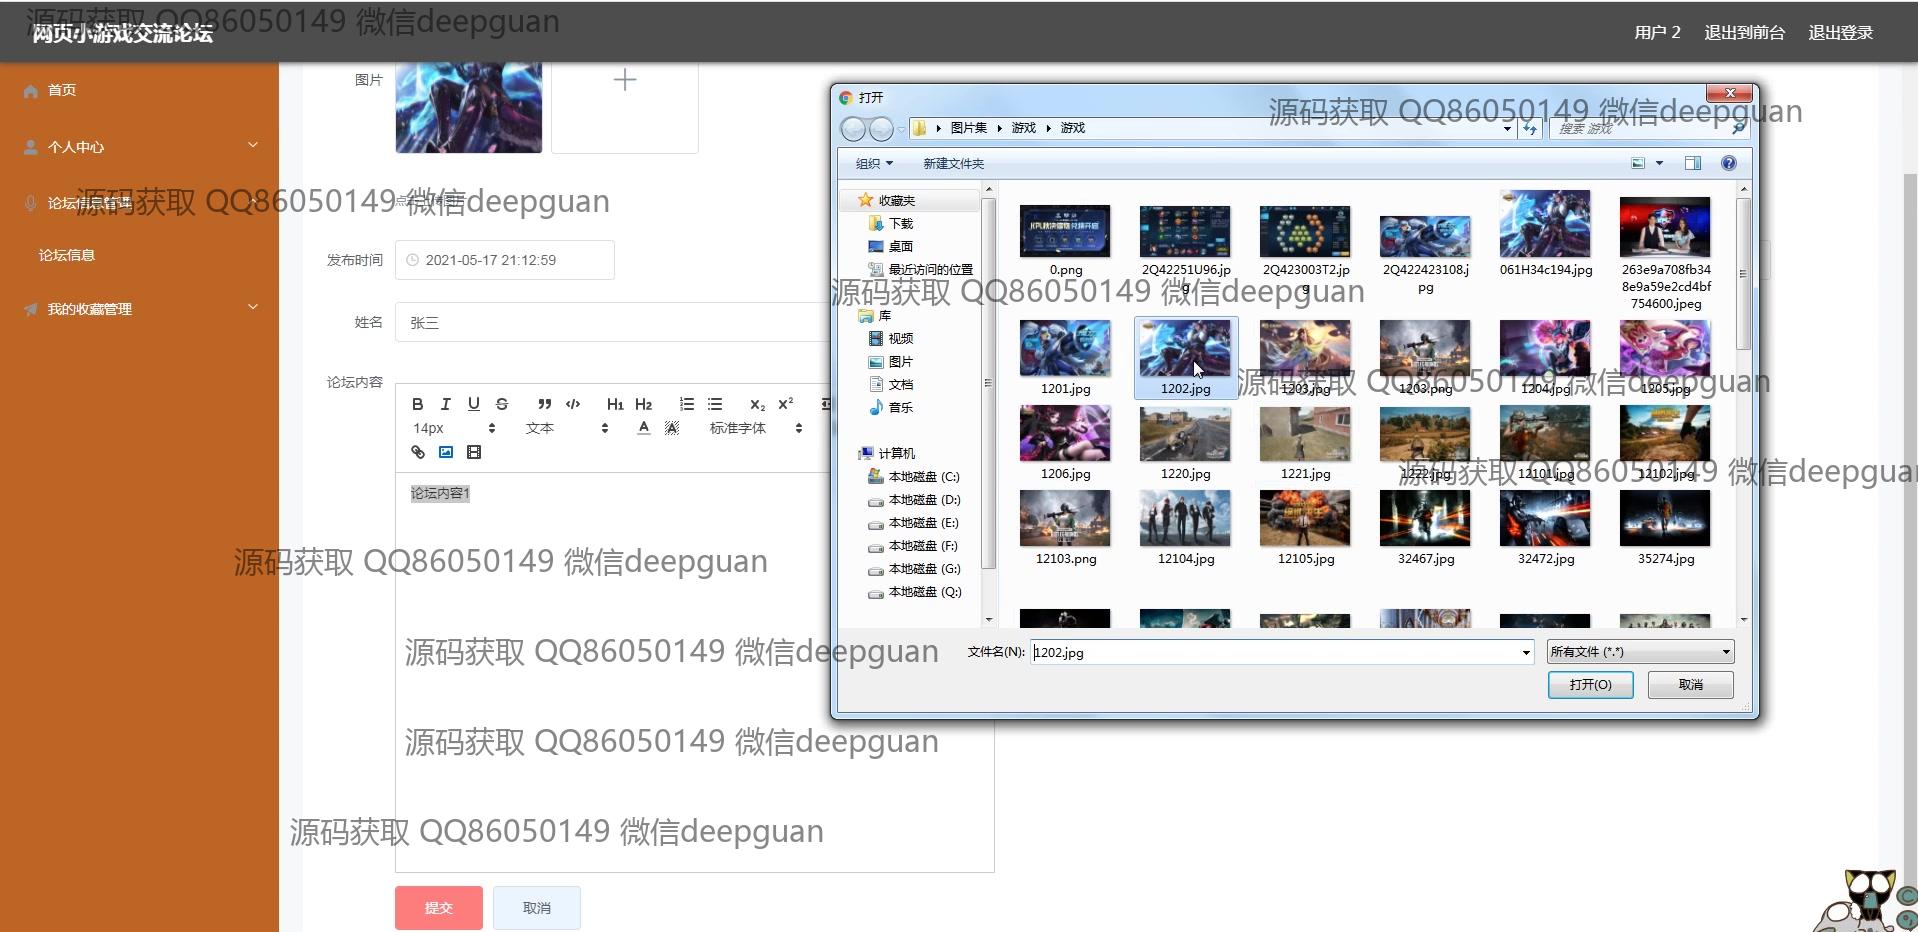 源码获取 QQ86050149 微信deepguan
网页小游戏交流论坛
用户 2
退出到前台
退出登录
首页
个人中心
论坛信息管理
论坛信息
我的收藏管理
图片
源码获取 QQ86050149 微信deepguan
发布时间
2021-05-17 21:12:59
姓名
张三
论坛内容
B I U S H1 H2 x₂ x²
14px
文本
A
标准字体
论坛内容1
源码获取 QQ86050149 微信deepguan
源码获取 QQ86050149 微信deepguan
源码获取 QQ86050149 微信deepguan
源码获取 QQ86050149 微信deepguan
提交
取消
打开
源码获取 QQ86050149 微信deepguan
图片集
游戏
游戏
搜索 游戏
组织
新建文件夹
收藏夹
下载
桌面
最近访问的位置
源码获取 QQ86050149 微信deepguan
库
视频
图片
文档
音乐
计算机
本地磁盘 (C:)
本地磁盘 (D:)
本地磁盘 (E:)
本地磁盘 (F:)
本地磁盘 (G:)
本地磁盘 (Q:)
0.png
2Q42251U96.jp
g
2Q423003T2.jp
g
2Q422423108.j
pg
061H34c194.jpg
263e9a708fb34
8e9a59e2cd4bf
754600.jpeg
1201.jpg
1202.jpg
1203.jpg
1203.png
1204.jpg
1205.jpg
源码获取 QQ86050149 微信deepguan
1206.jpg
1220.jpg
1221.jpg
1222.jpg
12101.jpg
12102.jpg
源码获取 QQ86050149 微信deepguan
12103.png
12104.jpg
12105.jpg
32467.jpg
32472.jpg
35274.jpg
文件名(N):
1202.jpg
所有文件 (*.*)
打开(O)
取消